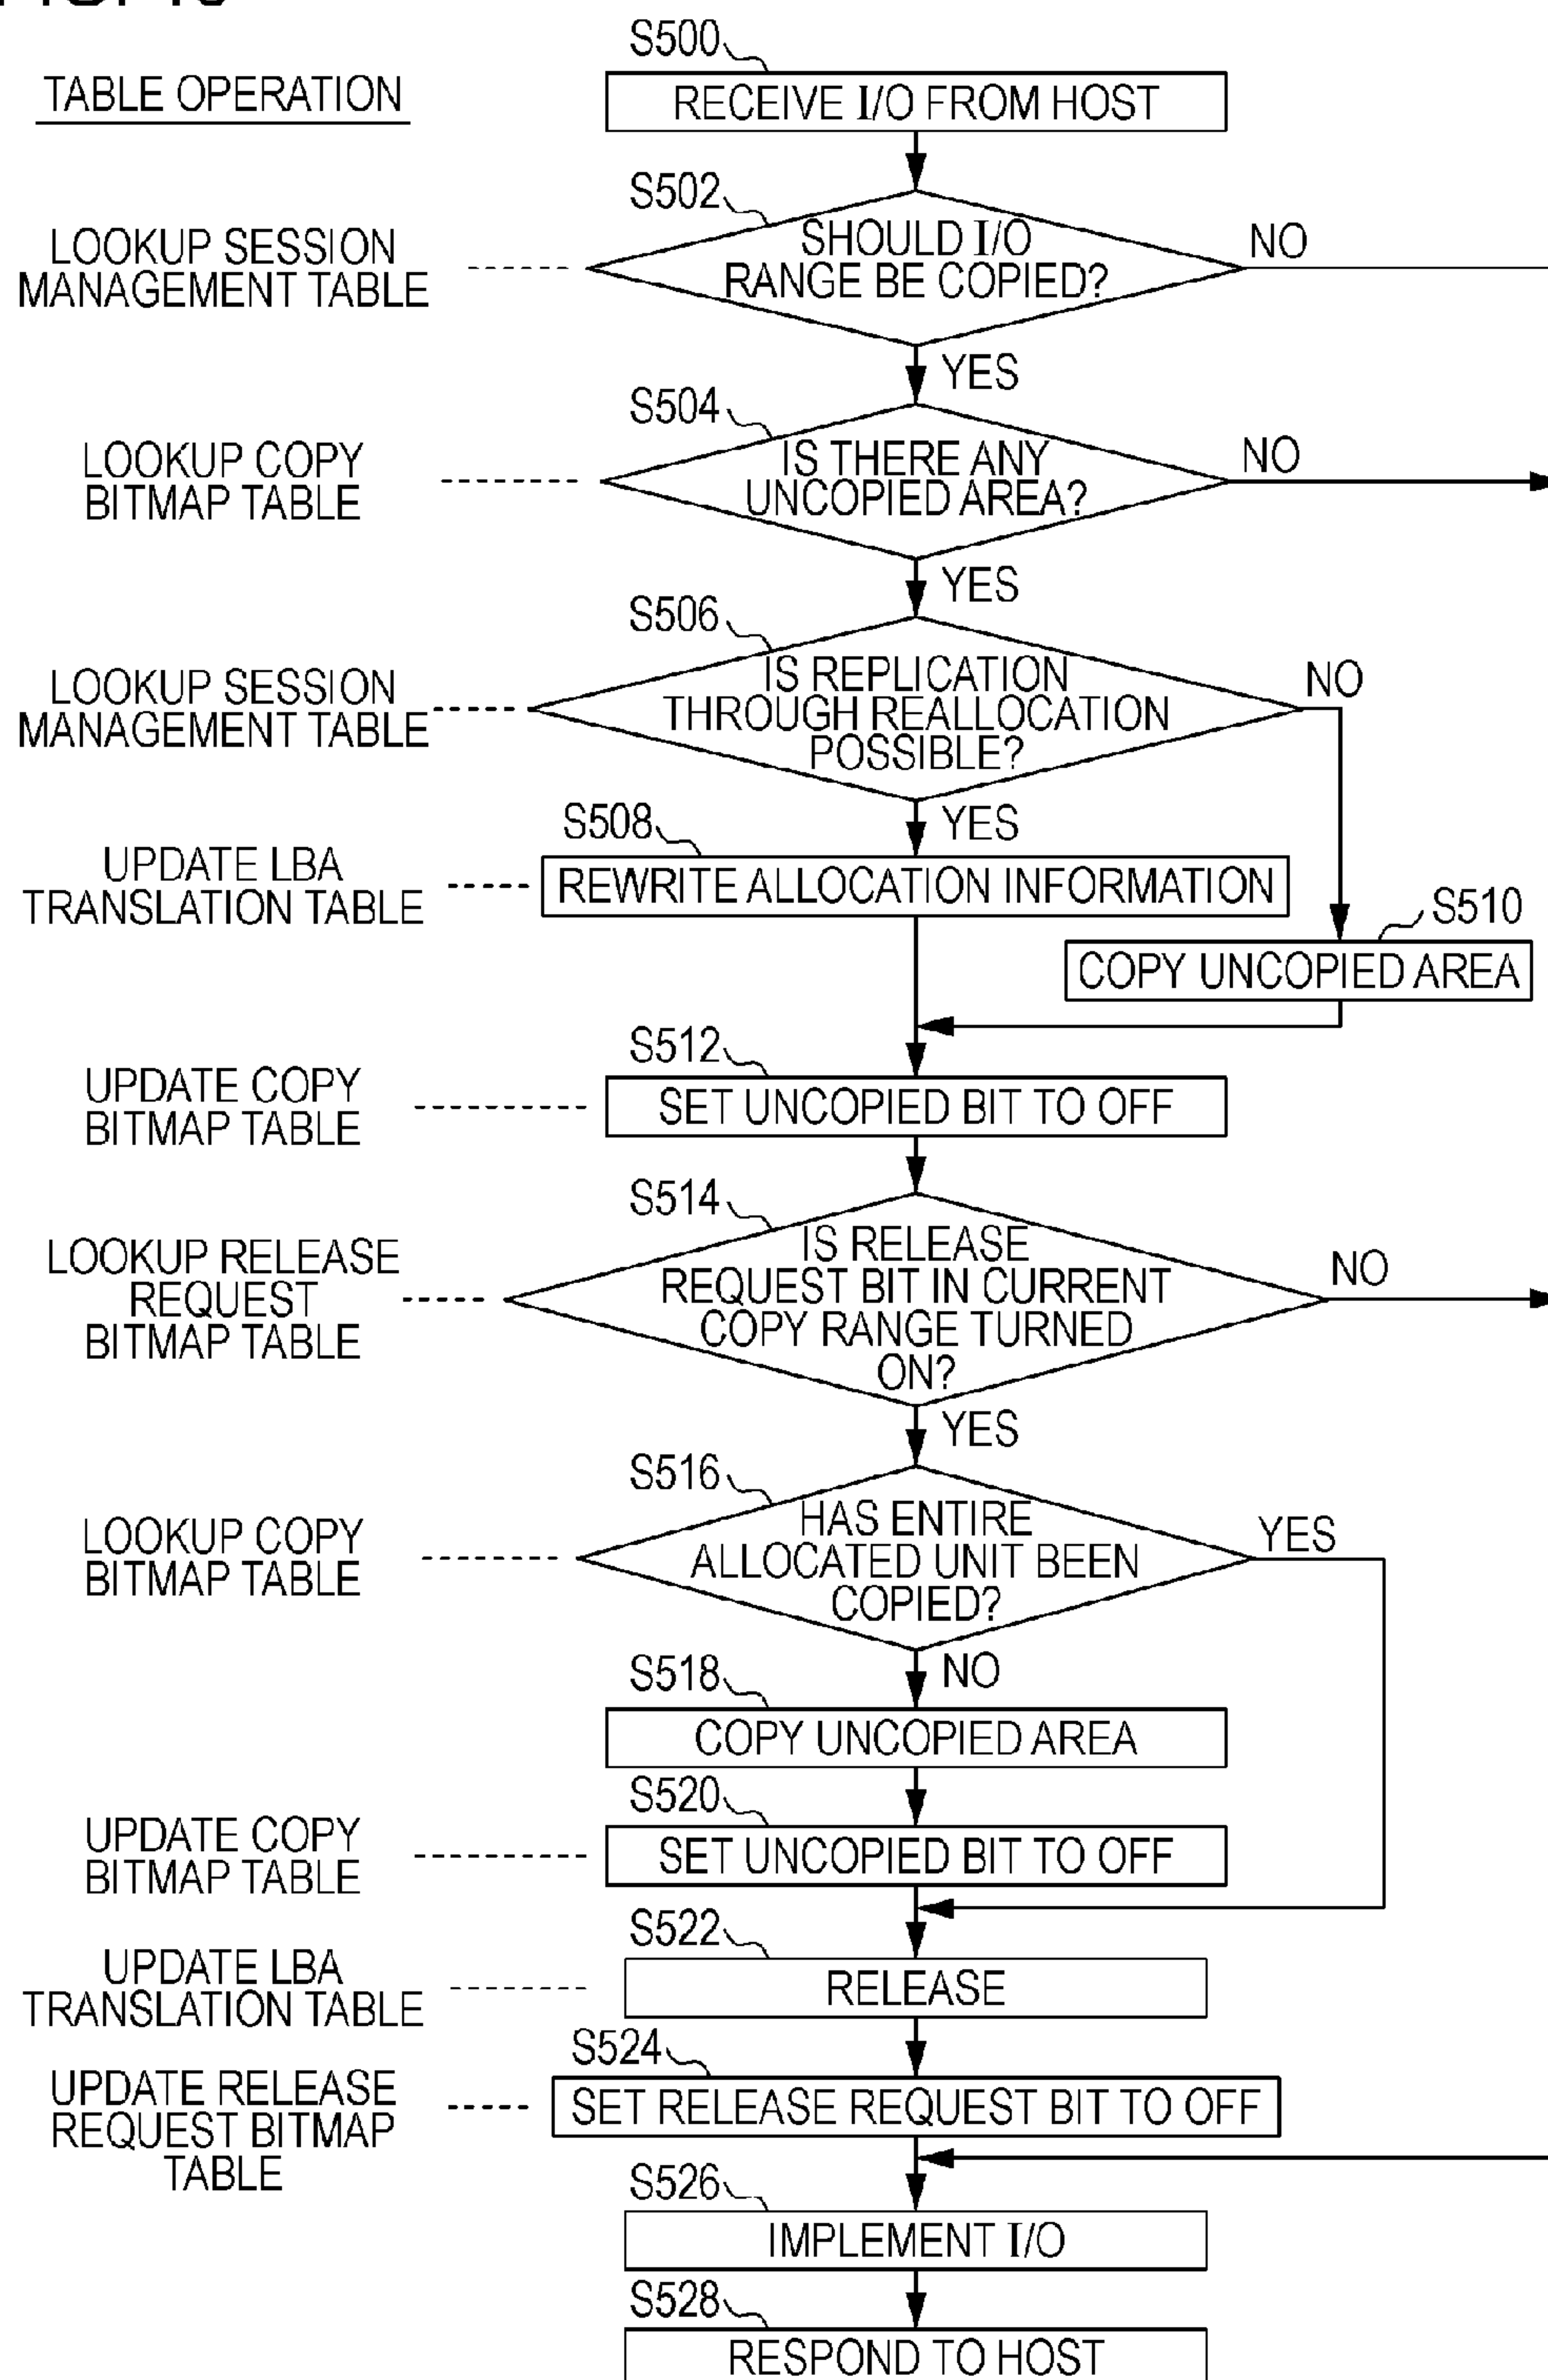 TABLE OPERATION
S500
RECEIVE I/O FROM HOST
S502
LOOKUP SESSION
MANAGEMENT TABLE
SHOULD I/O
RANGE BE COPIED?
NO
YES
S504
LOOKUP COPY
BITMAP TABLE
IS THERE ANY
UNCOPIED AREA?
NO
YES
S506
LOOKUP SESSION
MANAGEMENT TABLE
IS REPLICATION
THROUGH REALLOCATION
POSSIBLE?
NO
YES
S508
UPDATE LBA
TRANSLATION TABLE
REWRITE ALLOCATION INFORMATION
S510
COPY UNCOPIED AREA
S512
UPDATE COPY
BITMAP TABLE
SET UNCOPIED BIT TO OFF
S514
LOOKUP RELEASE
REQUEST
BITMAP TABLE
IS RELEASE
REQUEST BIT IN CURRENT
COPY RANGE TURNED
ON?
NO
YES
S516
LOOKUP COPY
BITMAP TABLE
HAS ENTIRE
ALLOCATED UNIT BEEN
COPIED?
YES
NO
S518
COPY UNCOPIED AREA
S520
UPDATE COPY
BITMAP TABLE
SET UNCOPIED BIT TO OFF
S522
UPDATE LBA
TRANSLATION TABLE
RELEASE
S524
UPDATE RELEASE
REQUEST BITMAP
TABLE
SET RELEASE REQUEST BIT TO OFF
S526
IMPLEMENT I/O
S528
RESPOND TO HOST